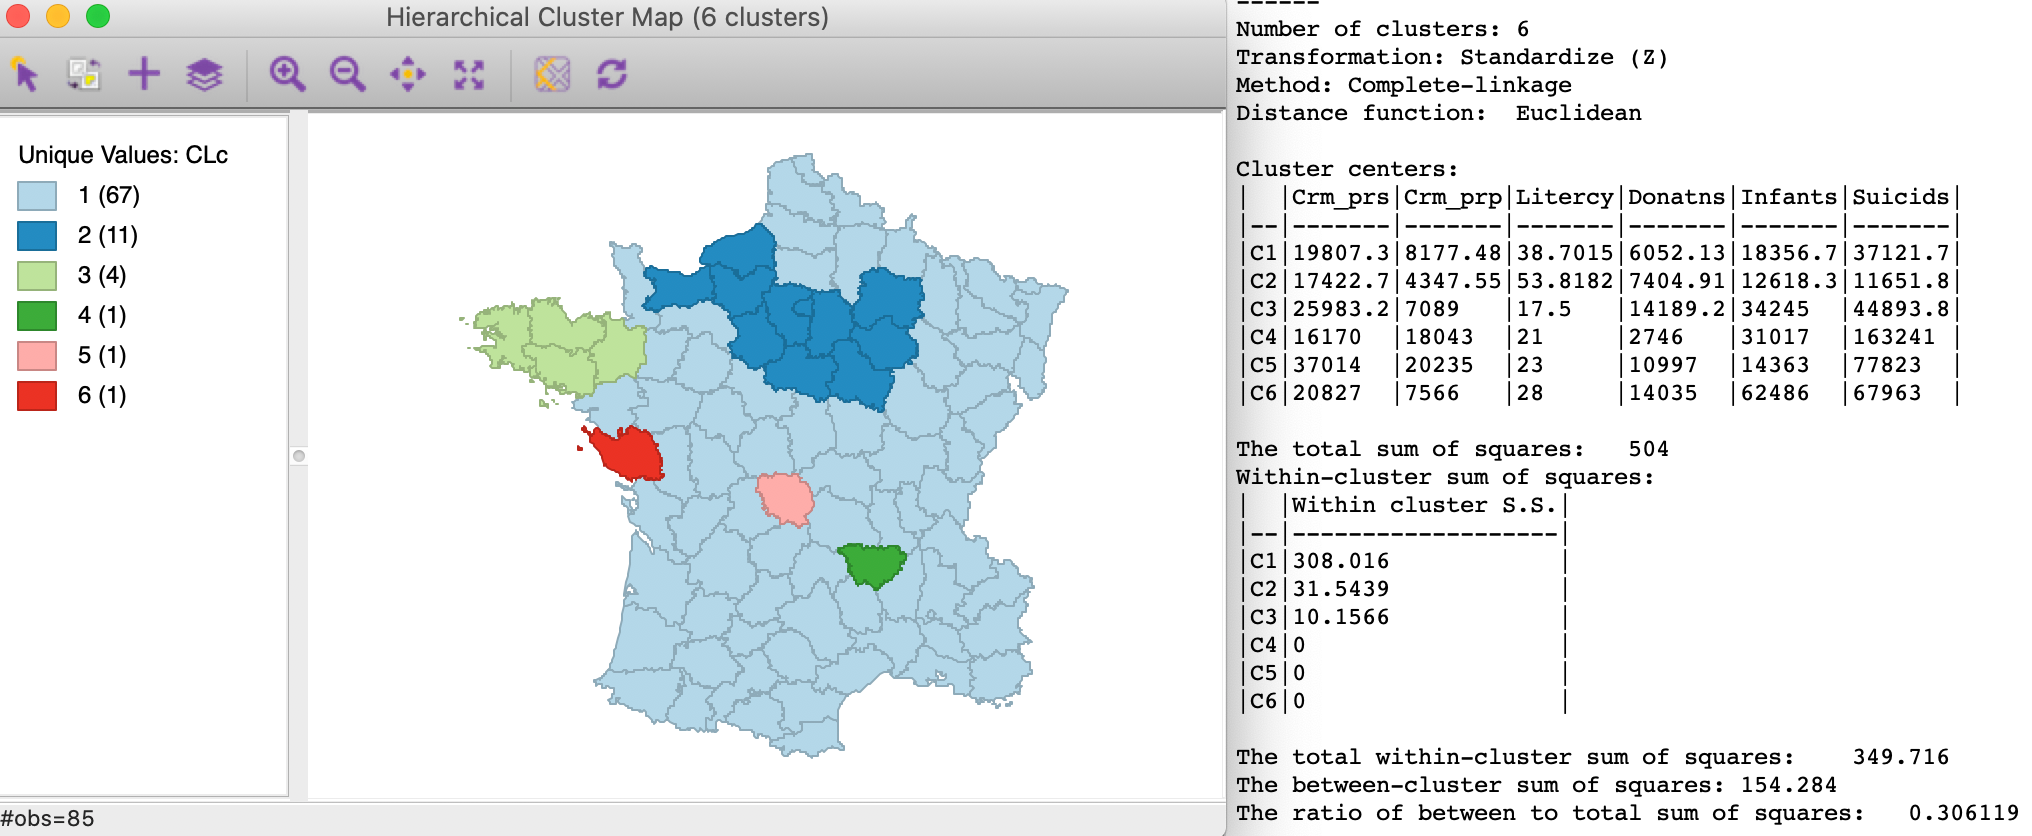 Hierarchical Cluster Map (6 clusters)
Unique Values: CLc
1 (67)
2 (11)
3 (4)
4 (1)
5 (1)
6 (1)
#obs=85
------
Number of clusters: 6
Transformation: Standardize (Z)
Method: Complete-linkage
Distance function:  Euclidean
Cluster centers:
|  |Crm_prs|Crm_prp|Litercy|Donatns|Infants|Suicids|
|--|-------|-------|-------|-------|-------|-------|
|C1|19807.3|8177.48|38.7015|6052.13|18356.7|37121.7|
|C2|17422.7|4347.55|53.8182|7404.91|12618.3|11651.8|
|C3|25983.2|7089   |17.5   |14189.2|34245  |44893.8|
|C4|16170  |18043  |21     |2746   |31017  |163241 |
|C5|37014  |20235  |23     |10997  |14363  |77823  |
|C6|20827  |7566   |28     |14035  |62486  |67963  |
The total sum of squares:   504
Within-cluster sum of squares:
|  |Within cluster S.S.|
|--|-------------------|
|C1|308.016            |
|C2|31.5439            |
|C3|10.1566            |
|C4|0                  |
|C5|0                  |
|C6|0                  |
The total within-cluster sum of squares:    349.716
The between-cluster sum of squares: 154.284
The ratio of between to total sum of squares:   0.306119